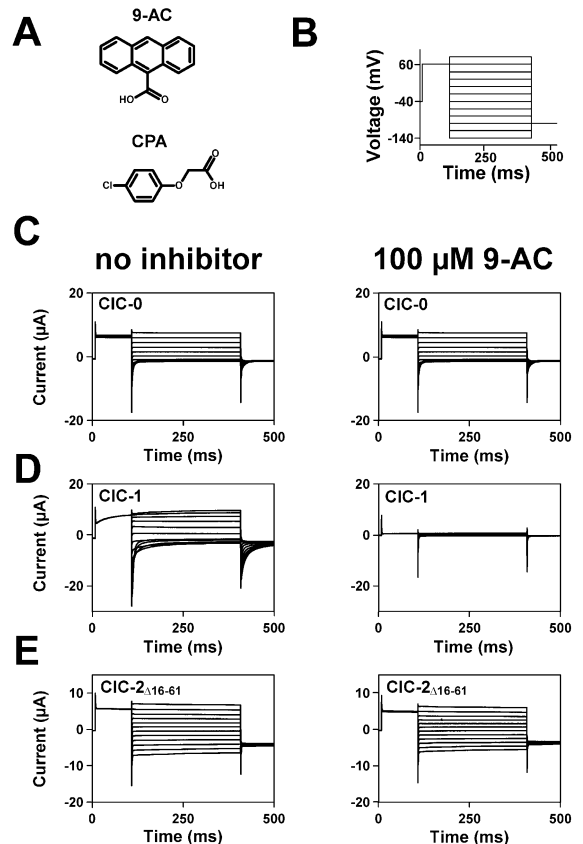 A
9-AC
HO
O
CPA
Cl
O
O
OH
B
Voltage (mV)
60
-40
-140
0
250
500
Time (ms)
C
no inhibitor
100 µM 9-AC
ClC-0
Current (µA)
20
0
-20
0
250
500
Time (ms)
ClC-0
20
0
-20
0
250
500
Time (ms)
D
ClC-1
Current (µA)
20
0
-20
0
250
500
Time (ms)
ClC-1
20
0
-20
0
250
500
Time (ms)
E
ClC-2Δ16-61
Current (µA)
10
0
-10
-20
0
250
500
Time (ms)
ClC-2Δ16-61
10
0
-10
-20
0
250
500
Time (ms)